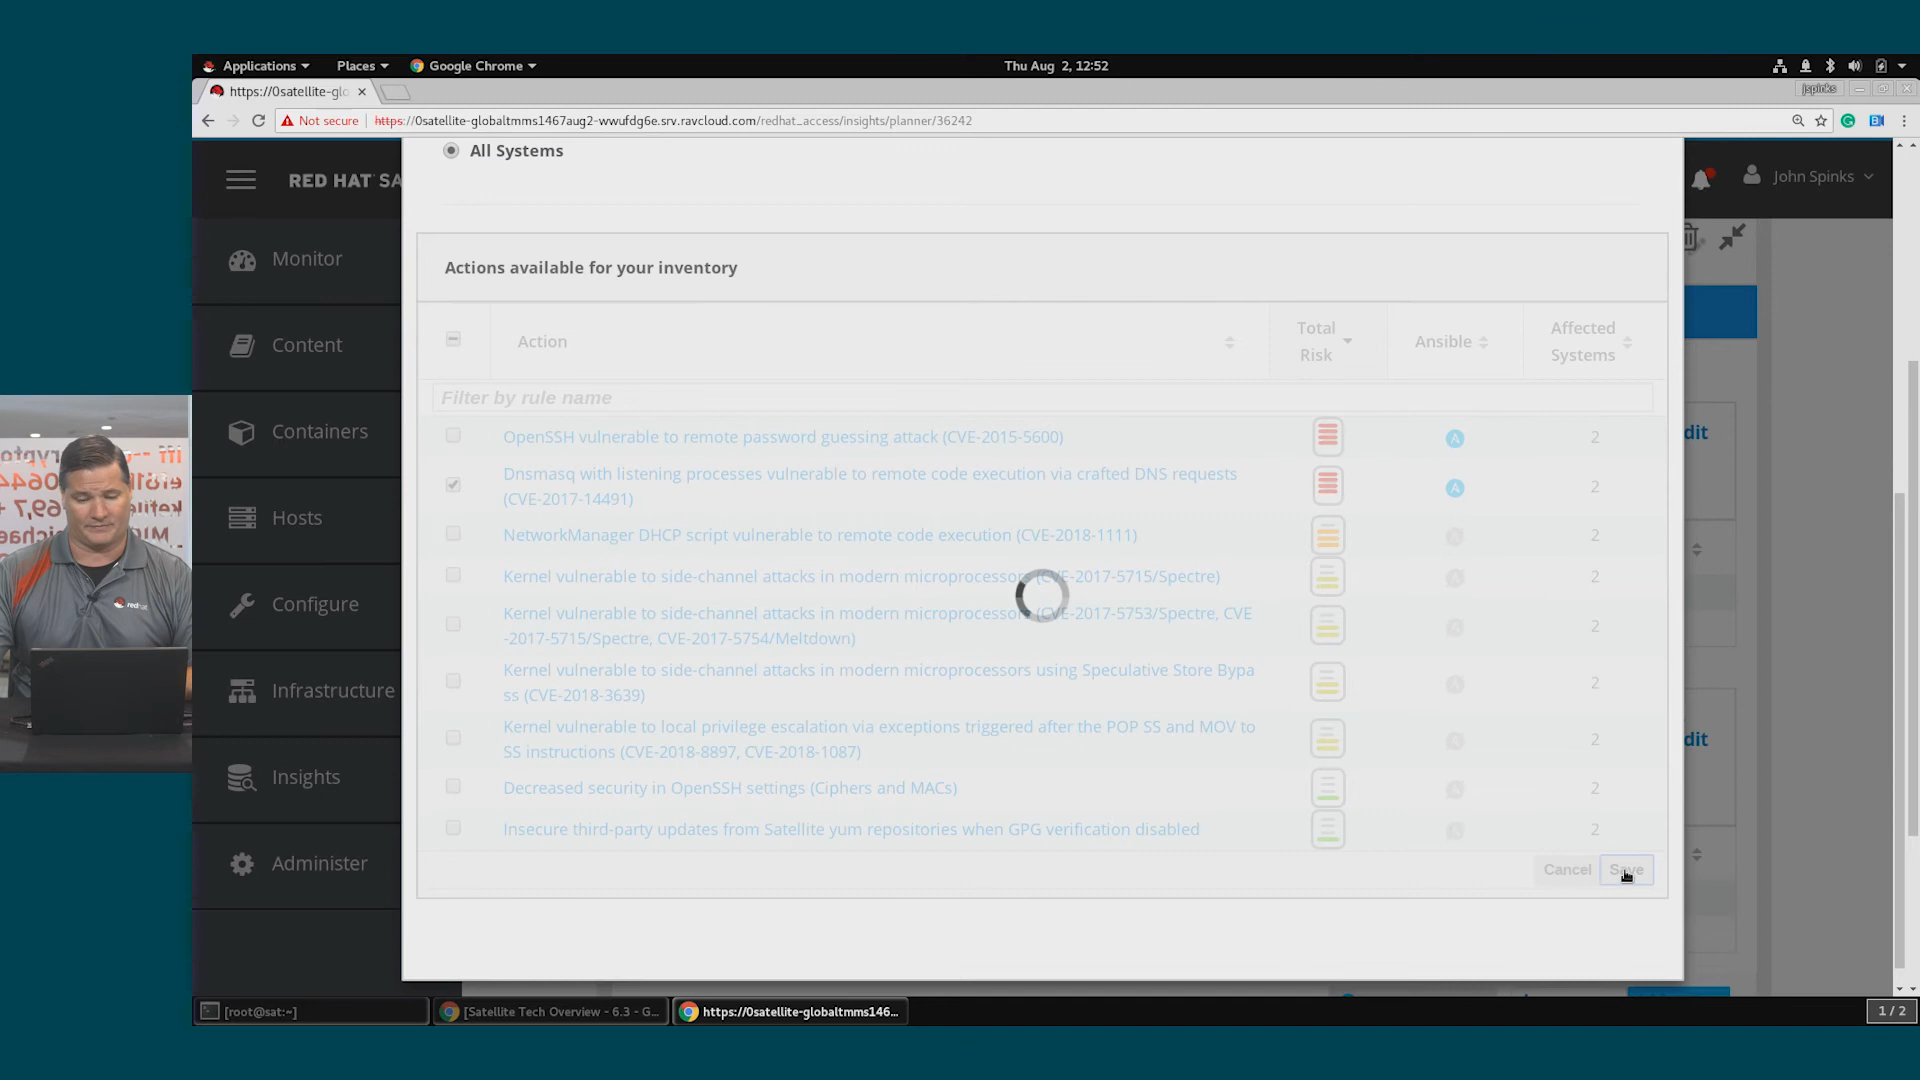 Applications
Places
Google Chrome
Thu Aug 2, 12:52
https://0satellite-glo
jspinks
Not secure
https://0satellite-globaltmms1467aug2-wwufdg6e.srv.ravcloud.com/redhat_access/insights/planner/36242
All Systems
RED HAT SA
John Spinks
Monitor
Content
Containers
Hosts
Configure
Infrastructure
Insights
Administer
Actions available for your inventory
Action
Total
Risk
Ansible
Affected
Systems
Filter by rule name
OpenSSH vulnerable to remote password guessing attack (CVE-2015-5600)
2
Dnsmasq with listening processes vulnerable to remote code execution via crafted DNS requests
(CVE-2017-14491)
2
NetworkManager DHCP script vulnerable to remote code execution (CVE-2018-1111)
2
Kernel vulnerable to side-channel attacks in modern microprocessors (CVE-2017-5715/Spectre)
2
Kernel vulnerable to side-channel attacks in modern microprocessors (CVE-2017-5753/Spectre, CVE
-2017-5715/Spectre, CVE-2017-5754/Meltdown)
2
Kernel vulnerable to side-channel attacks in modern microprocessors using Speculative Store Bypa
ss (CVE-2018-3639)
2
Kernel vulnerable to local privilege escalation via exceptions triggered after the POP SS and MOV to
SS instructions (CVE-2018-8897, CVE-2018-1087)
2
Decreased security in OpenSSH settings (Ciphers and MACs)
2
Insecure third-party updates from Satellite yum repositories when GPG verification disabled
2
Cancel
Save
dit
dit
redhat
[root@sat:~]
[Satellite Tech Overview - 6.3 - G...
https://0satellite-globaltmms146...
1 / 2